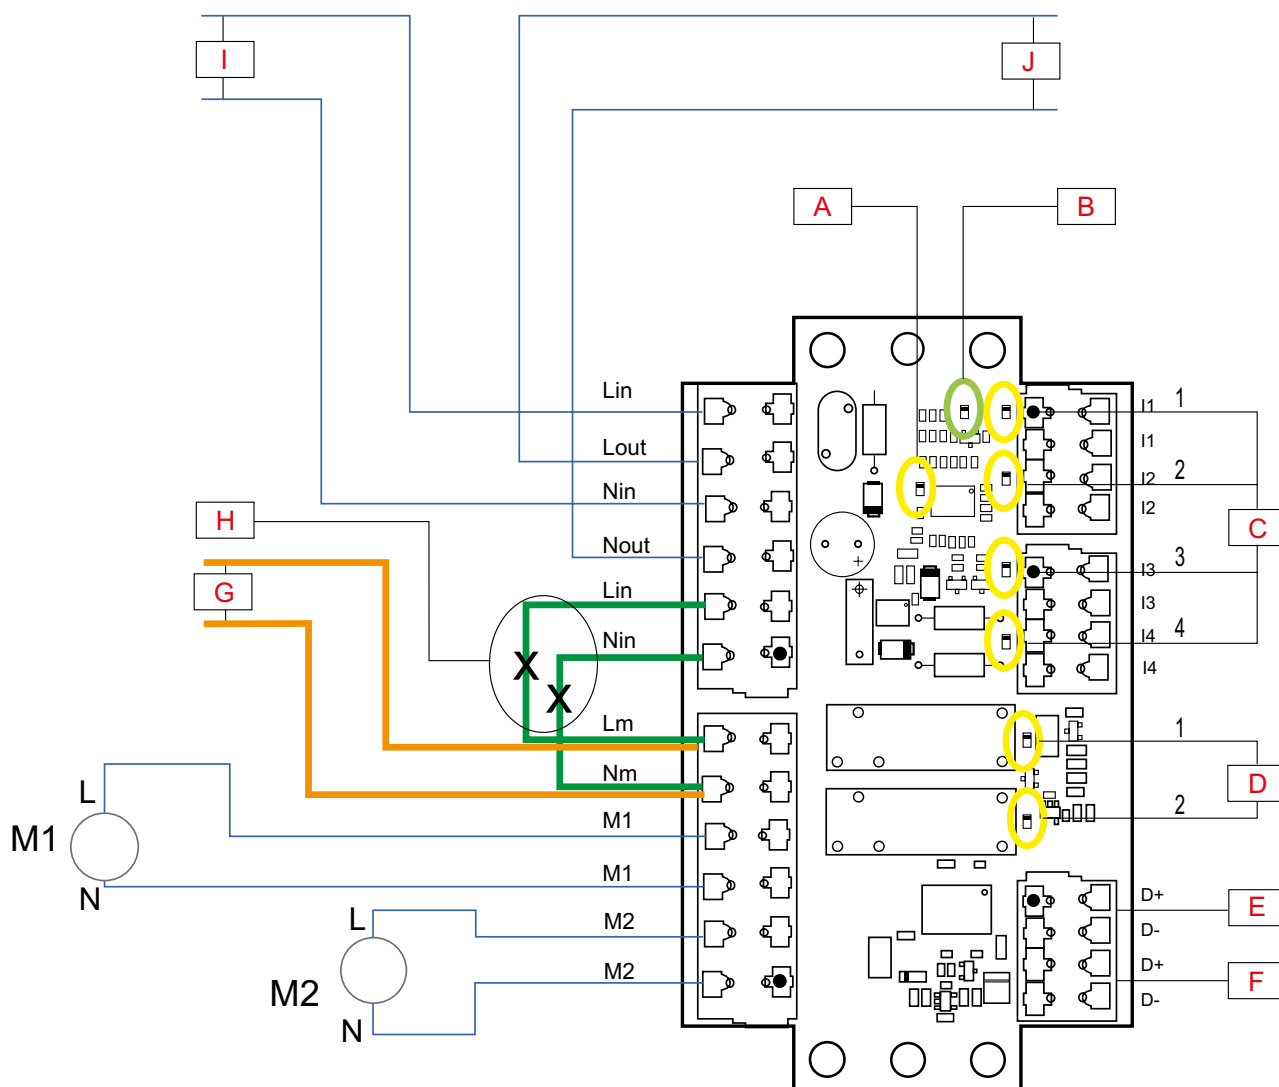 I
J
A
B
Lin
I1 1
Lout
I1
I2 2
Nin
I2
H
C
Nout
I3 3
G
Lin
I3
I4 4
Nin
I4
X
X
Lm
1
Nm
D
L
M1
2
M1
M1
N
D+
E
L
M2
D-
D+
M2
F
M2
D-
N
+